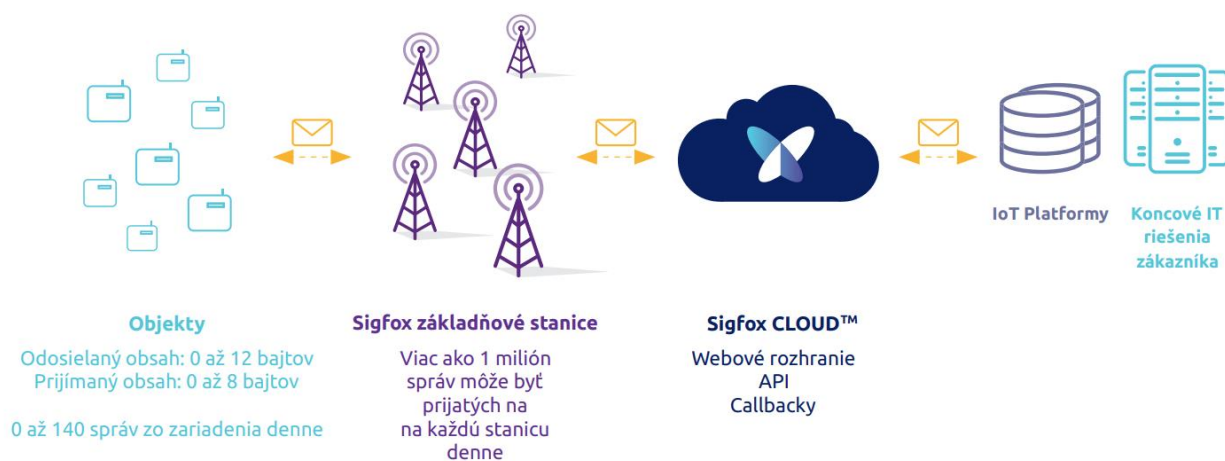 IoT Platformy
Koncové IT
riešenia
zákazníka
Objekty
Odosielaný obsah: 0 až 12 bajtov
Prijímaný obsah: 0 až 8 bajtov
0 až 140 správ zo zariadenia denne
Sigfox základňové stanice
Viac ako 1 milión
správ môže byť
prijatých na
na každú stanicu
denne
Sigfox CLOUD™
Webové rozhranie
API
Callbacky